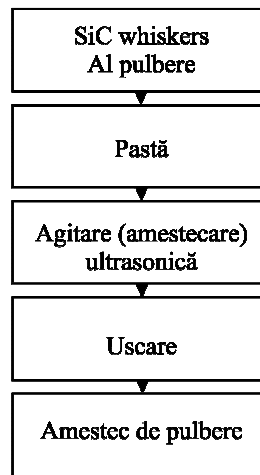 SiC whiskers
Al pulbere
Pastă
Agitare (amestecare)
ultrasonică
Uscare
Amestec de pulbere